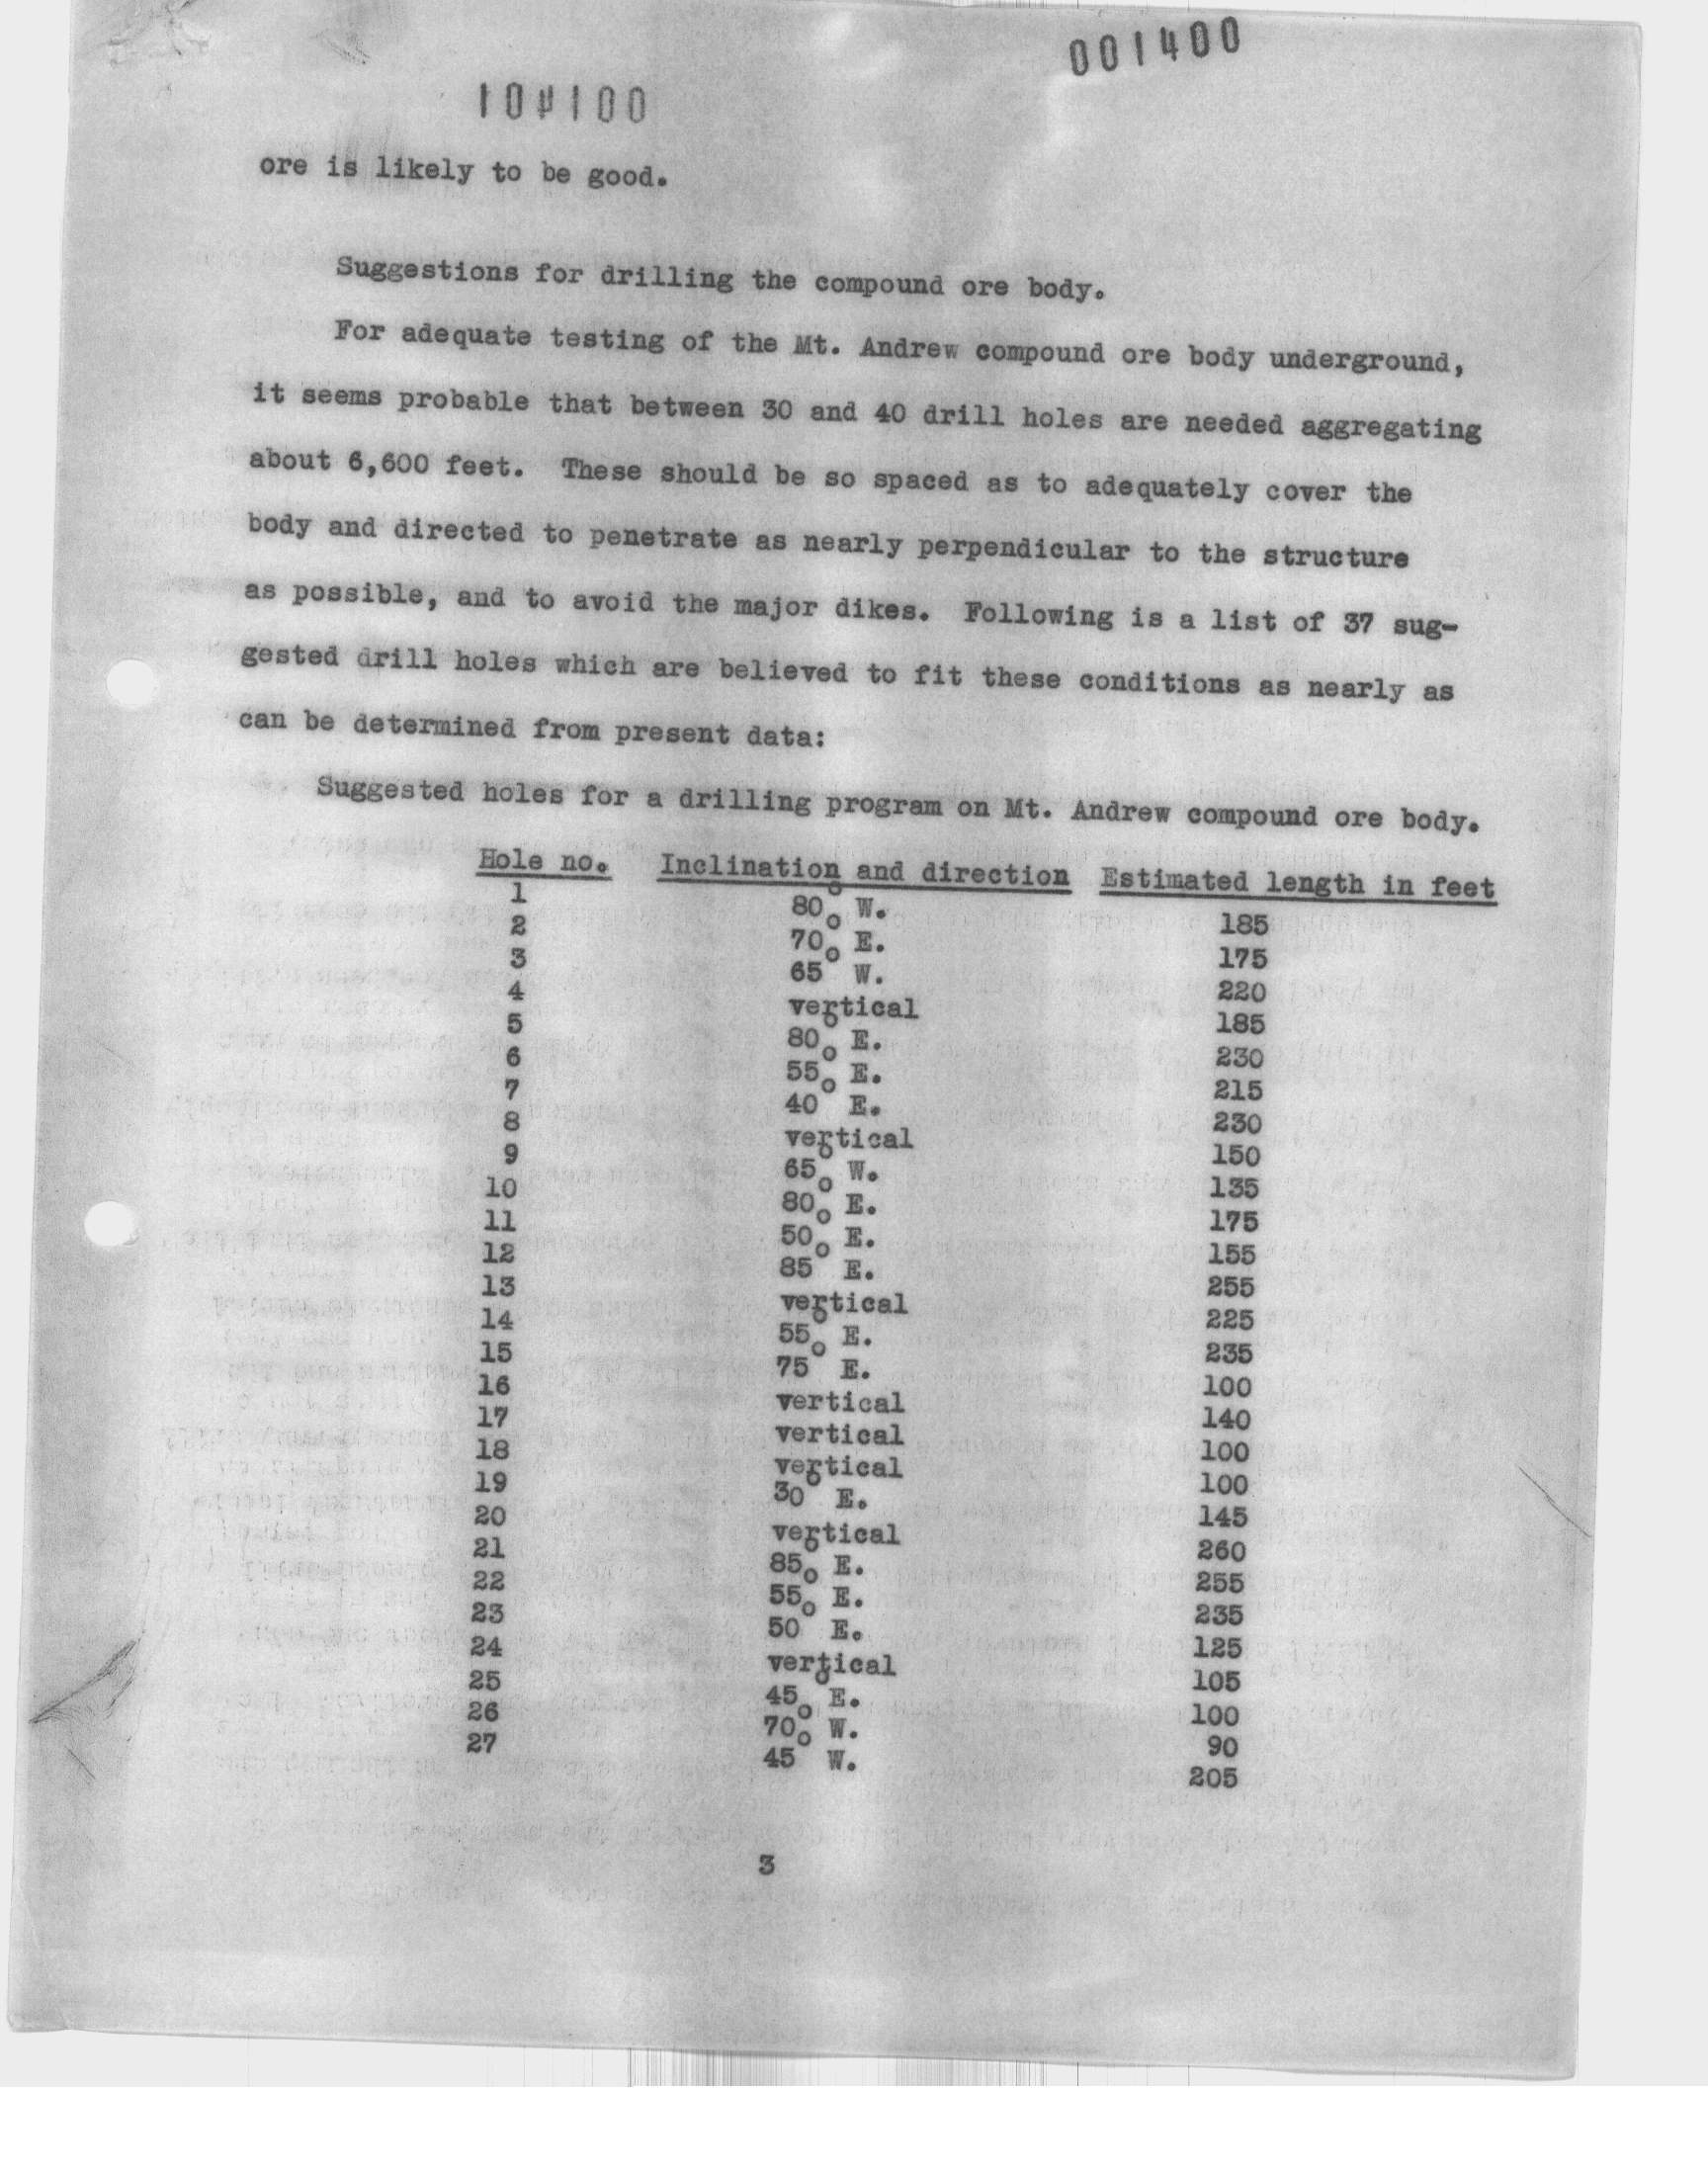 001400
100100
ore is likely to be good.
Suggestions for drilling the compound ore body.
For adequate testing of the Mt. Andrew compound ore body underground,
it seems probable that between 30 and 40 drill holes are needed aggregating
about 6,600 feet. These should be so spaced as to adequately cover the
body and directed to penetrate as nearly perpendicular to the structure
as possible, and to avoid the major dikes. Following is a list of 37 sug-
gested drill holes which are believed to fit these conditions as nearly as
can be determined from present data:
Suggested holes for a drilling program on Mt. Andrew compound ore body.
Hole no. Inclination and direction Estimated length in feet
1 80° W. 185
2 70° E. 175
3 65° W. 220
4 vertical 185
5 80° E. 230
6 55° E. 215
7 40° E. 230
8 vertical 150
9 65° W. 135
10 80° E. 175
11 50° E. 155
12 85° E. 255
13 vertical 225
14 55° E. 235
15 75° E. 100
16 vertical 140
17 vertical 100
18 vertical 100
19 30° E. 145
20 vertical 260
21 85° E. 255
22 55° E. 235
23 50° E. 125
24 vertical 105
25 45° E. 100
26 70° W. 90
27 45° W. 205
3